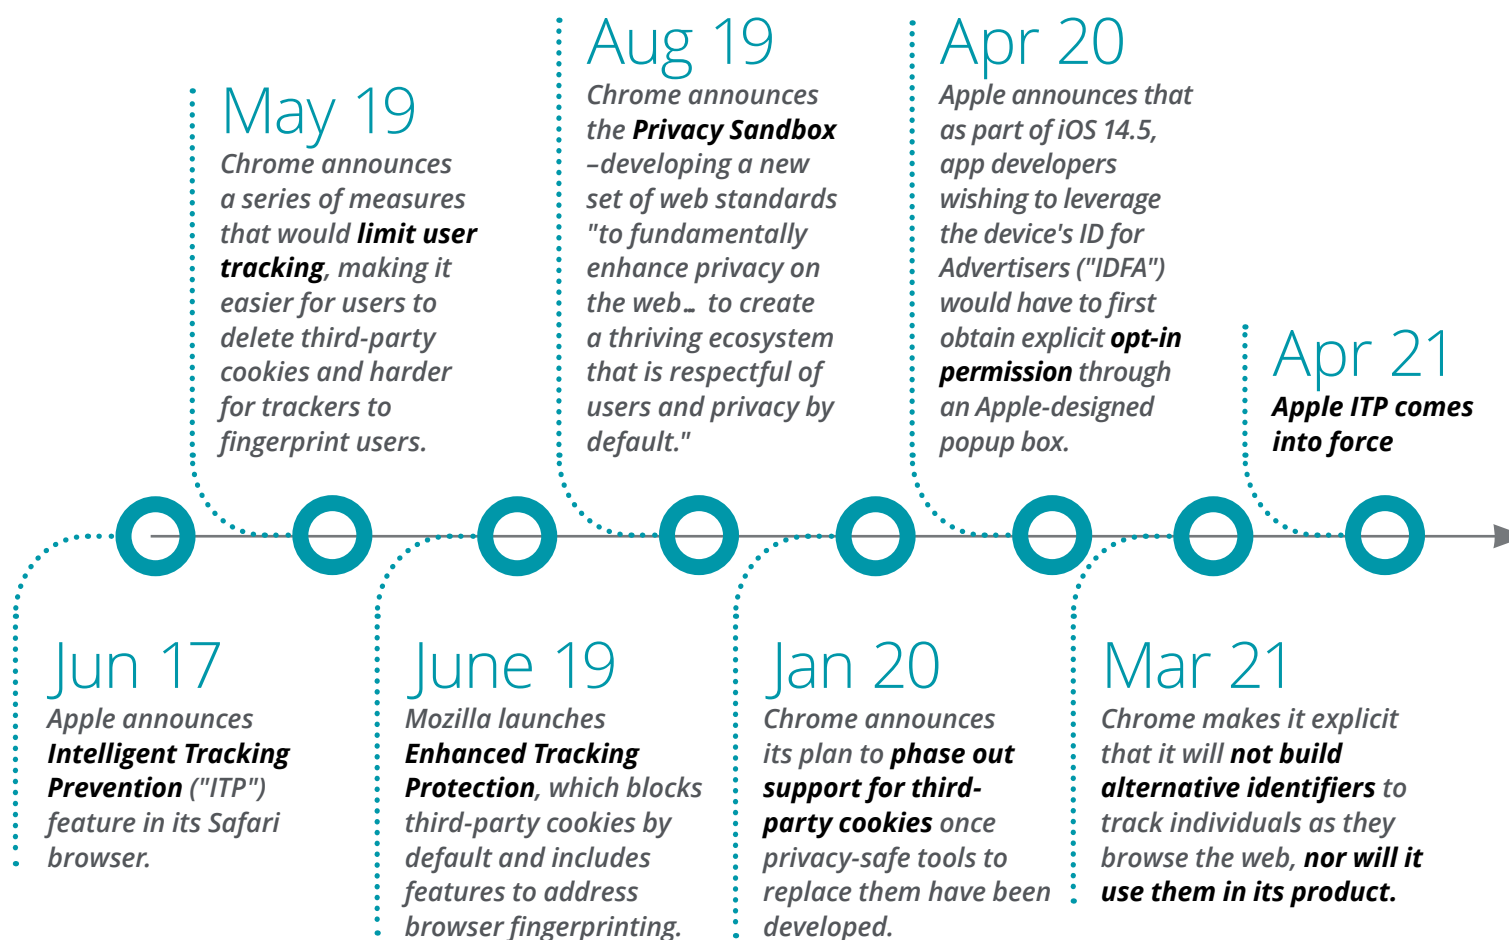 Jun 17
Apple announces
Intelligent Tracking
Prevention ("ITP")
feature in its Safari
browser.
May 19
Chrome announces
a series of measures
that would limit user
tracking, making it
easier for users to
delete third-party
cookies and harder
for trackers to
fingerprint users.
June 19
Mozilla launches
Enhanced Tracking
Protection, which blocks
third-party cookies by
default and includes
features to address
browser fingerprinting.
Aug 19
Chrome announces
the Privacy Sandbox
–developing a new
set of web standards
"to fundamentally
enhance privacy on
the web… to create
a thriving ecosystem
that is respectful of
users and privacy by
default."
Jan 20
Chrome announces
its plan to phase out
support for third-
party cookies once
privacy-safe tools to
replace them have been
developed.
Apr 20
Apple announces that
as part of iOS 14.5,
app developers
wishing to leverage
the device's ID for
Advertisers ("IDFA")
would have to first
obtain explicit opt-in
permission through
an Apple-designed
popup box.
Mar 21
Chrome makes it explicit
that it will not build
alternative identifiers to
track individuals as they
browse the web, nor will it
use them in its product.
Apr 21
Apple ITP comes
into force